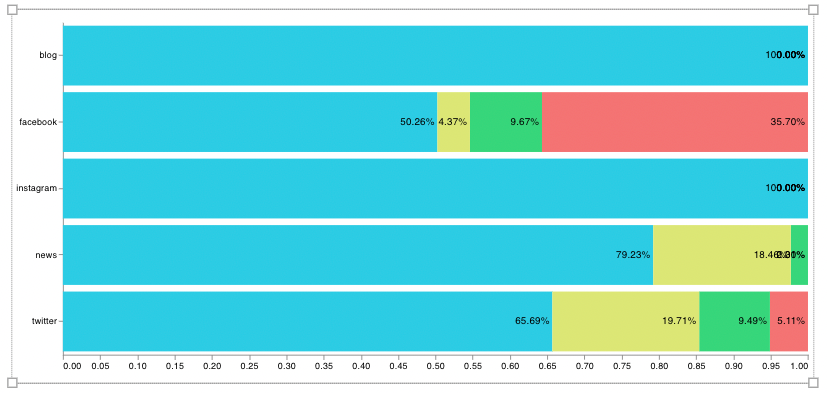 blog 100.00%
facebook 50.26% 4.37% 9.67% 35.70%
instagram 100.00%
news 79.23% 18.46%
twitter 65.69% 19.71% 9.49% 5.11%
0.00 0.05 0.10 0.15 0.20 0.25 0.30 0.35 0.40 0.45 0.50 0.55 0.60 0.65 0.70 0.75 0.80 0.85 0.90 0.95 1.00